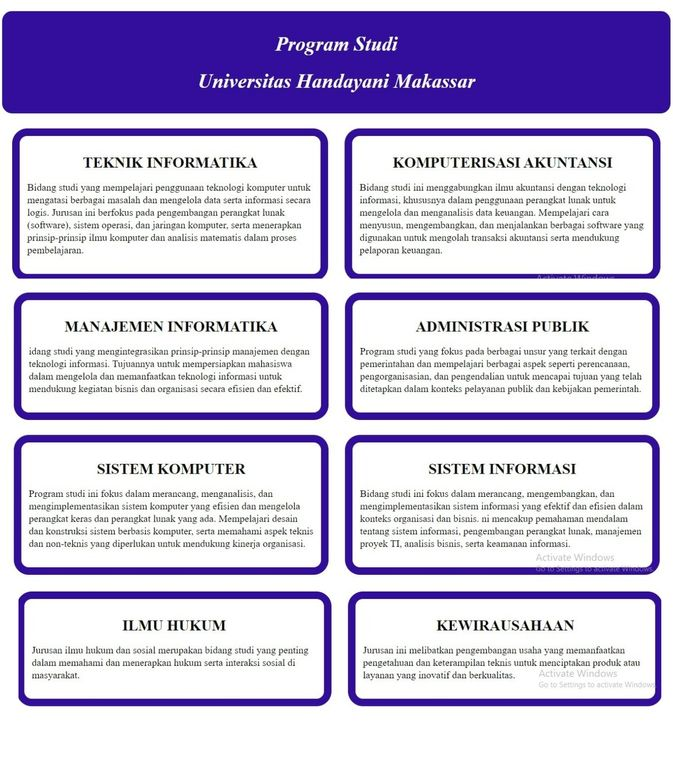 Program Studi
Universitas Handayani Makassar
TEKNIK INFORMATIKA
Bidang studi yang mempelajari penggunaan teknologi komputer untuk
mengatasi berbagai masalah dan mengelola data serta informasi secara
logis. Jurusan ini berfokus pada pengembangan perangkat lunak
(software), sistem operasi, dan jaringan komputer, serta menerapkan
prinsip-prinsip ilmu komputer dan analisis matematis dalam proses
pembelajaran.
KOMPUTERISASI AKUNTANSI
Bidang studi ini menggabungkan ilmu akuntansi dengan teknologi
informasi, khususnya dalam penggunaan perangkat lunak untuk
mengelola dan menganalisis data keuangan. Mempelajari cara
menyusun, mengembangkan, dan menjalankan berbagai software yang
digunakan untuk mengolah transaksi akuntansi serta mendukung
pelaporan keuangan.
Activate Windows
MANAJEMEN INFORMATIKA
idang studi yang mengintegrasikan prinsip-prinsip manajemen dengan
teknologi informasi. Tujuannya untuk mempersiapkan mahasiswa
dalam mengelola dan memanfaatkan teknologi informasi untuk
mendukung kegiatan bisnis dan organisasi secara efisien dan efektif.
ADMINISTRASI PUBLIK
Program studi yang fokus pada berbagai unsur yang terkait dengan
pemerintahan dan mempelajari berbagai aspek seperti perencanaan,
pengorganisasian, dan pengendalian untuk mencapai tujuan yang telah
ditetapkan dalam konteks pelayanan publik dan kebijakan pemerintah.
SISTEM KOMPUTER
Program studi ini fokus dalam merancang, menganalisis, dan
mengimplementasikan sistem komputer yang efisien dan mengelola
perangkat keras dan perangkat lunak yang ada. Mempelajari desain
dan konstruksi sistem berbasis komputer, serta memahami aspek teknis
dan non-teknis yang diperlukan untuk mendukung kinerja organisasi.
SISTEM INFORMASI
Bidang studi ini fokus dalam merancang, mengembangkan, dan
mengimplementasikan sistem informasi yang efektif dan efisien dalam
konteks organisasi dan bisnis. ni mencakup pemahaman mendalam
tentang sistem informasi, pengembangan perangkat lunak, manajemen
proyek TI, analisis bisnis, serta keamanan informasi.
Activate Windows
Go to Settings to activate Windows.
ILMU HUKUM
Jurusan ilmu hukum dan sosial merupakan bidang studi yang penting
dalam memahami dan menerapkan hukum serta interaksi sosial di
masyarakat.
KEWIRAUSAHAAN
Jurusan ini melibatkan pengembangan usaha yang memanfaatkan
pengetahuan dan keterampilan teknis untuk menciptakan produk atau
layanan yang inovatif dan berkualitas.
Activate Windows
Go to Settings to activate Windows.